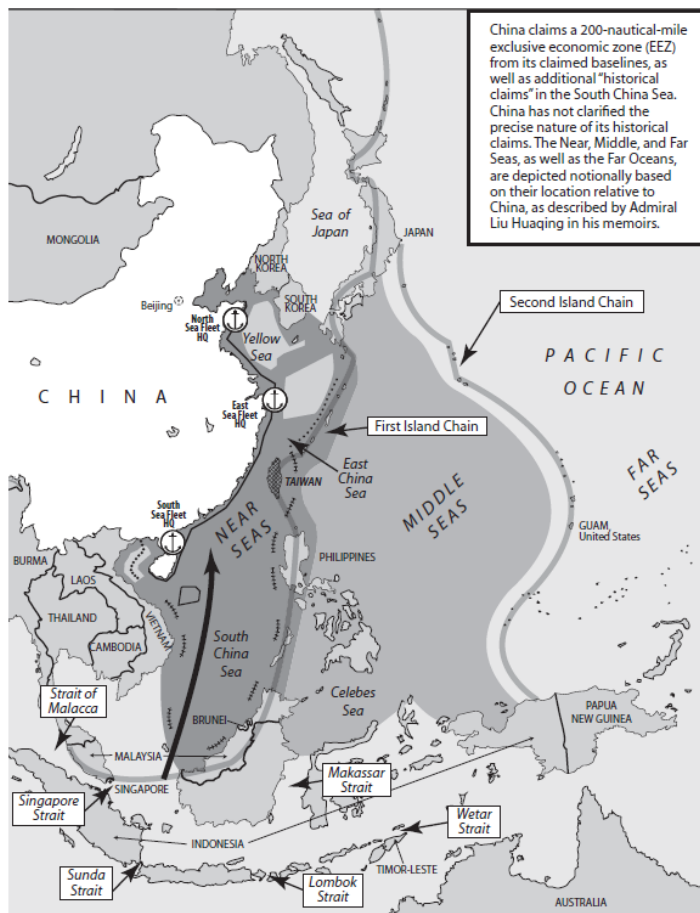 China claims a 200-nautical-mile
exclusive economic zone (EEZ)
from its claimed baselines, as
well as additional “historical
claims” in the South China Sea.
China has not clarified the
precise nature of its historical
claims. The Near, Middle, and Far
Seas, as well as the Far Oceans,
are depicted notionally based
on their location relative to
China, as described by Admiral
Liu Huaqing in his memoirs.
MONGOLIA
Sea of
Japan
JAPAN
NORTH
KOREA
SOUTH
KOREA
Beijing
North
Sea Fleet
HQ
Yellow
Sea
Second Island Chain
PACIFIC
OCEAN
CHINA
East
Sea Fleet
HQ
First Island Chain
East
China
Sea
TAIWAN
FAR
SEAS
MIDDLE
SEAS
NEAR
SEAS
South
Sea Fleet
HQ
GUAM,
United States
PHILIPPINES
BURMA
LAOS
THAILAND
VIETNAM
CAMBODIA
South
China
Sea
Celebes
Sea
Strait of
Malacca
BRUNEI
PAPUA
NEW GUINEA
MALAYSIA
Makassar
Strait
SINGAPORE
Singapore
Strait
Wetar
Strait
INDONESIA
TIMOR-LESTE
Sunda
Strait
Lombok
Strait
AUSTRALIA